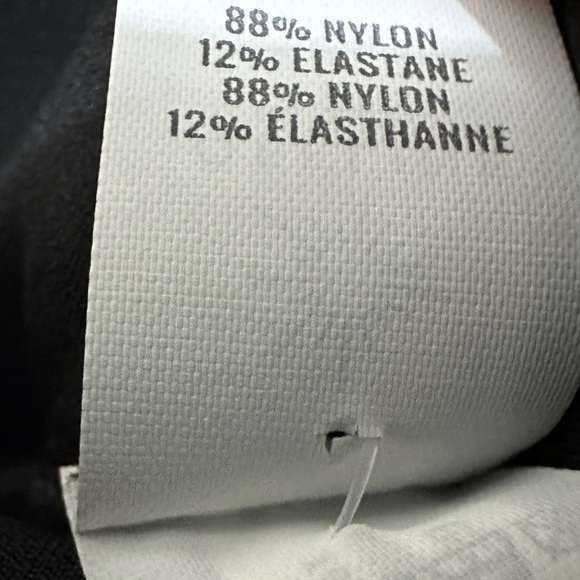 88% NYLON
12% ELASTANE
88% NYLON
12% ÉLASTHANNE